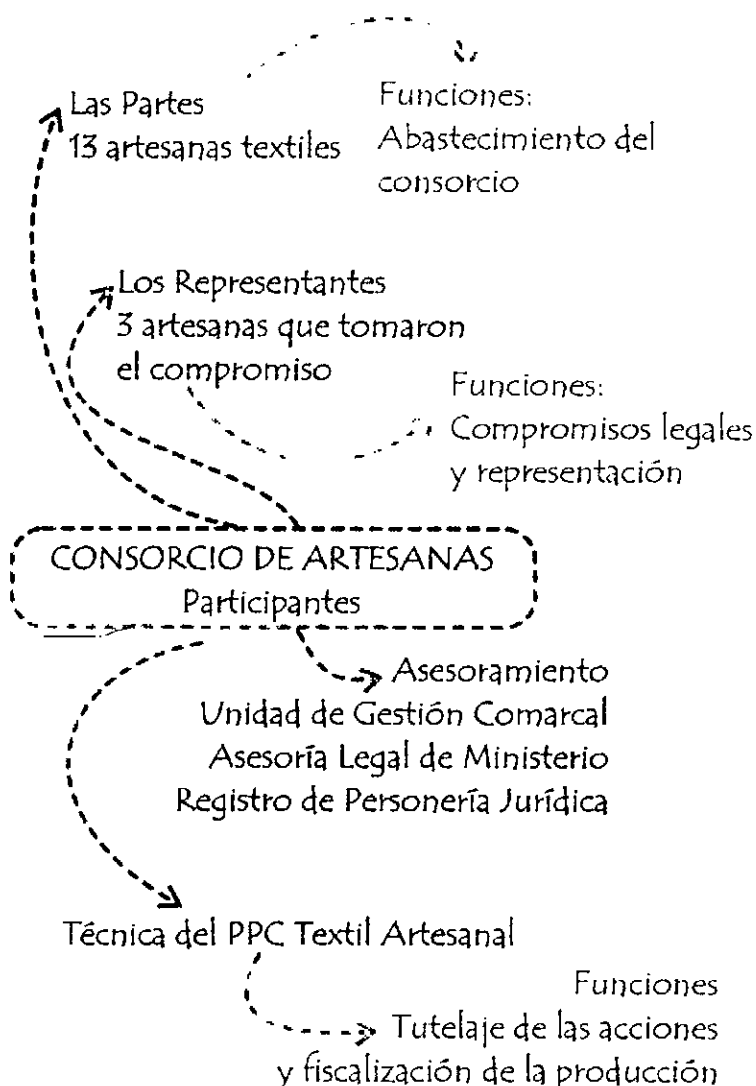 Las Partes
13 artesanas textiles
Funciones:
Abastecimiento del
consorcio
Los Representantes
3 artesanas que tomaron
el compromiso
Funciones:
Compromisos legales
y representación
CONSORCIO DE ARTESANAS
Participantes
Asesoramiento
Unidad de Gestión Comarcal
Asesoría Legal de Ministerio
Registro de Personería Jurídica
Técnica del PPC Textil Artesanal
Funciones
Tutelaje de las acciones
y fiscalización de la producción